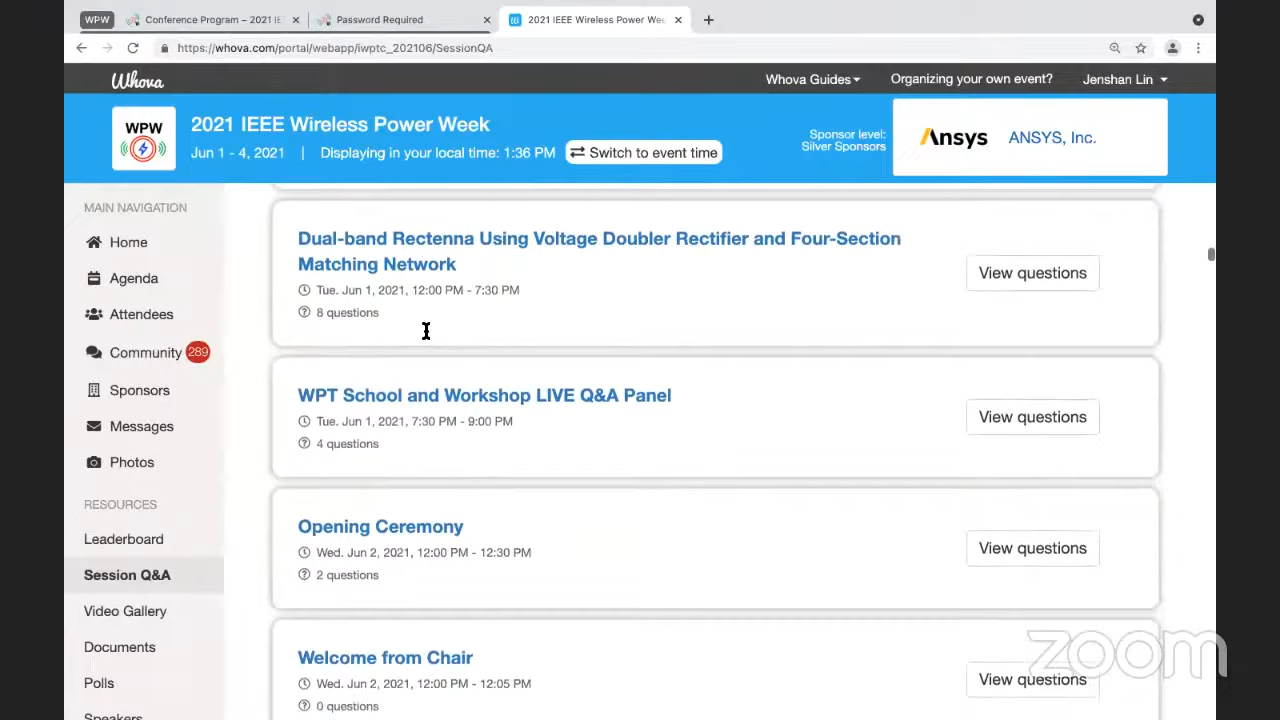 WPW
Conference Program – 2021 IE
Password Required
2021 IEEE Wireless Power Wee
https://whova.com/portal/webapp/iwptc_202106/SessionQA
Whova
Whova Guides
Organizing your own event?
Jenshan Lin
WPW
2021 IEEE Wireless Power Week
Jun 1 - 4, 2021 | Displaying in your local time: 1:36 PM
Switch to event time
Sponsor level:
Silver Sponsors
Ansys
ANSYS, Inc.
MAIN NAVIGATION
Home
Agenda
Attendees
Community 289
Sponsors
Messages
Photos
RESOURCES
Leaderboard
Session Q&A
Video Gallery
Documents
Polls
Speakers
Dual-band Rectenna Using Voltage Doubler Rectifier and Four-Section
Matching Network
Tue. Jun 1, 2021, 12:00 PM - 7:30 PM
8 questions
View questions
WPT School and Workshop LIVE Q&A Panel
Tue. Jun 1, 2021, 7:30 PM - 9:00 PM
4 questions
View questions
Opening Ceremony
Wed. Jun 2, 2021, 12:00 PM - 12:30 PM
2 questions
View questions
Welcome from Chair
Wed. Jun 2, 2021, 12:00 PM - 12:05 PM
0 questions
View questions
zoom